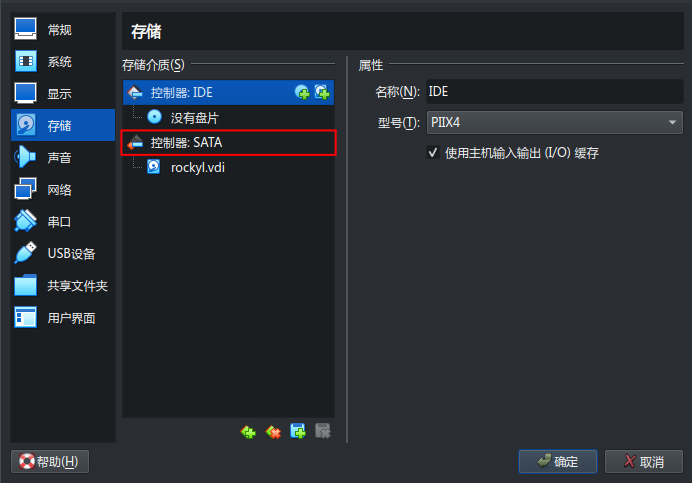 常规
系统
显示
存储
声音
网络
串口
USB设备
共享文件夹
用户界面
存储
存储介质(S)
控制器: IDE
没有盘片
控制器: SATA
rockyl.vdi
属性
名称(N): IDE
型号(T): PIIX4
使用主机输入输出 (I/O) 缓存
帮助(H)
确定
取消